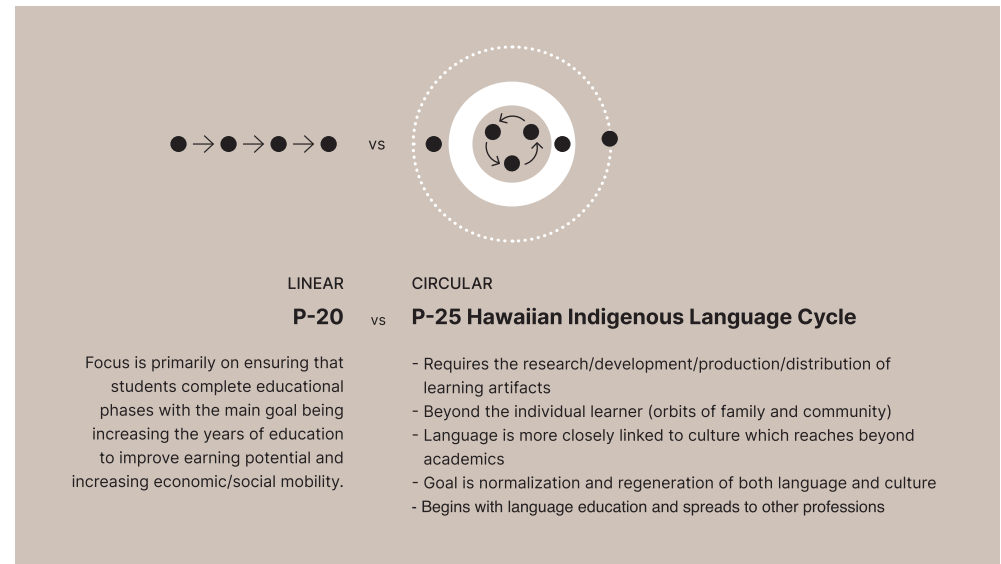 vs
LINEAR
P-20
Focus is primarily on ensuring that
students complete educational
phases with the main goal being
increasing the years of education
to improve earning potential and
increasing economic/social mobility.
vs
CIRCULAR
P-25 Hawaiian Indigenous Language Cycle
- Requires the research/development/production/distribution of
learning artifacts
- Beyond the individual learner (orbits of family and community)
- Language is more closely linked to culture which reaches beyond
academics
- Goal is normalization and regeneration of both language and culture
- Begins with language education and spreads to other professions